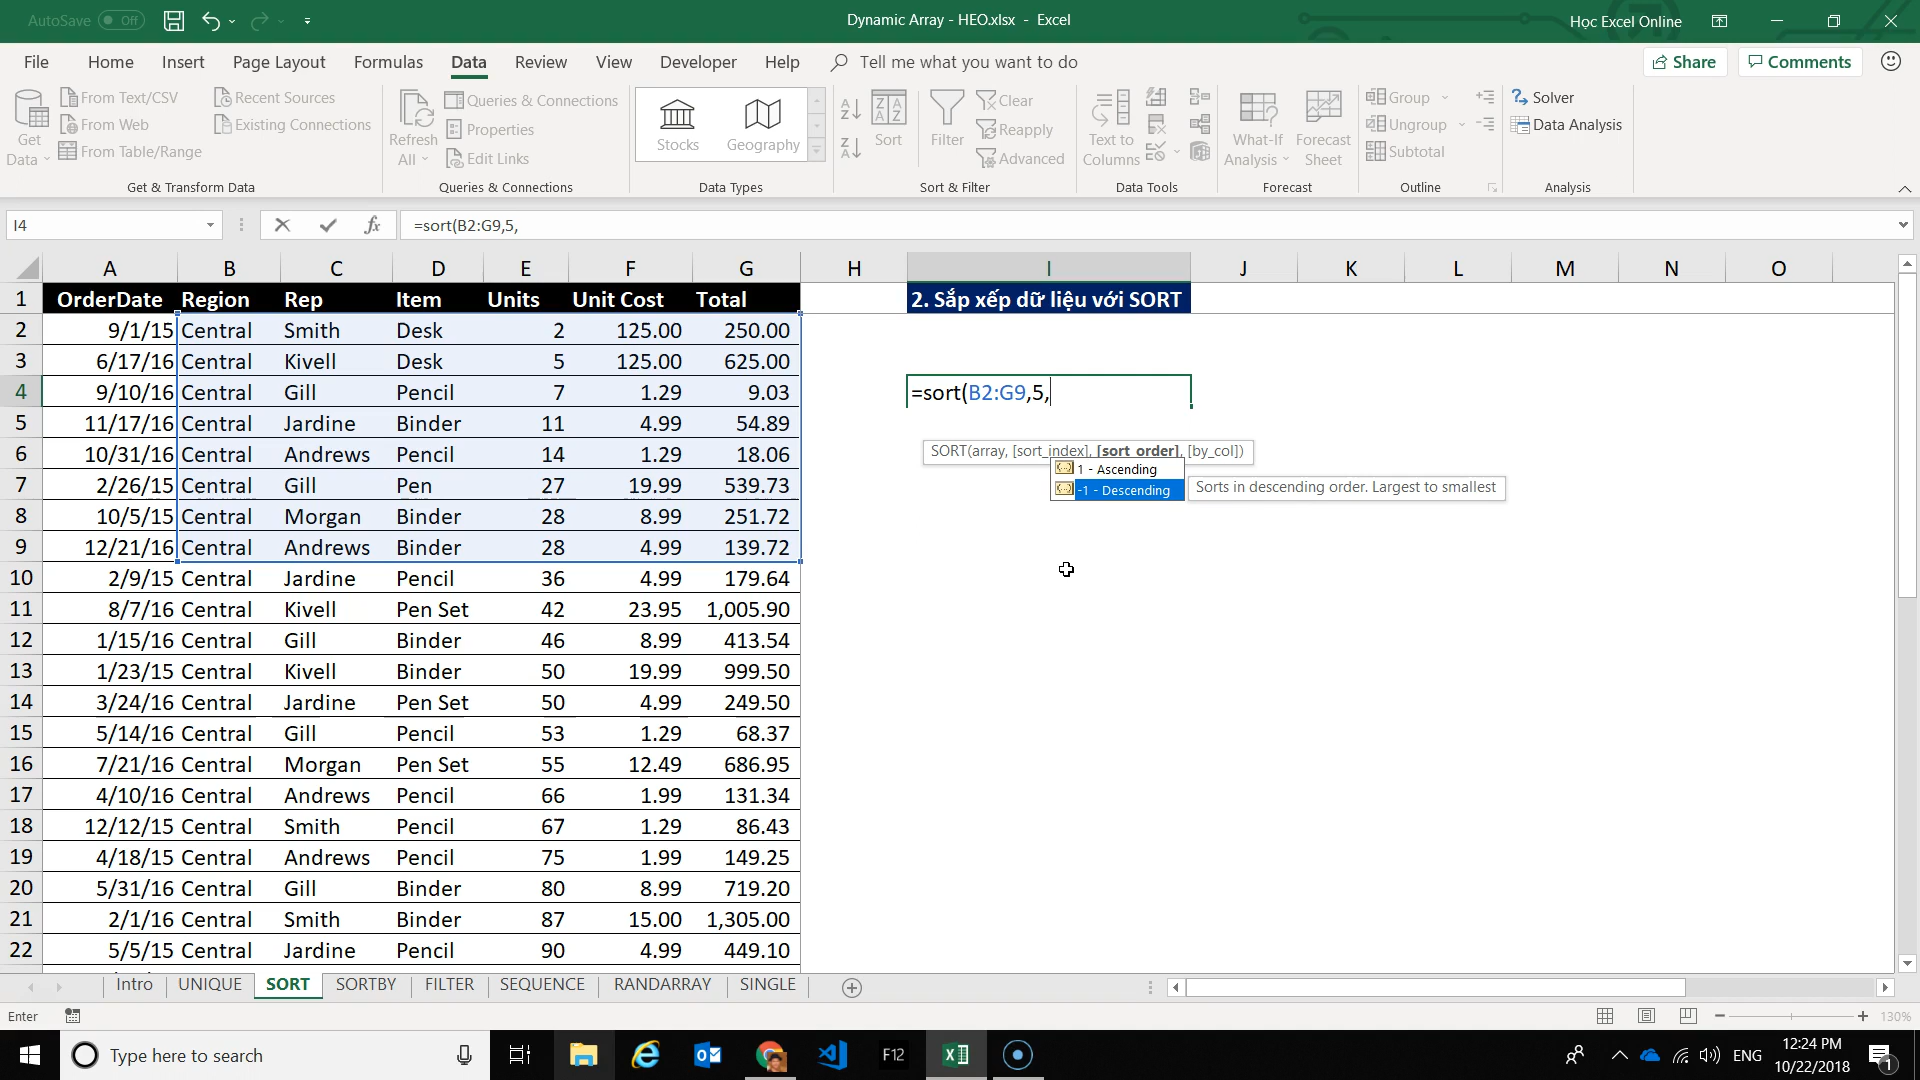 AutoSave Off
Dynamic Array - HEO.xlsx - Excel
Học Excel Online
File Home Insert Page Layout Formulas Data Review View Developer Help Tell me what you want to do Share Comments
Get Data
From Text/CSV
From Web
From Table/Range
Recent Sources
Existing Connections
Get & Transform Data
Refresh All
Queries & Connections
Properties
Edit Links
Queries & Connections
Stocks
Geography
Data Types
Sort
Filter
Clear
Reapply
Advanced
Sort & Filter
Text to Columns
Data Tools
What-If Analysis
Forecast Sheet
Forecast
Group
Ungroup
Subtotal
Outline
Solver
Data Analysis
Analysis
I4 fx =sort(B2:G9,5,
A B C D E F G H I J K L M N O
1 OrderDate Region Rep Item Units Unit Cost Total 2. Sắp xếp dữ liệu với SORT
2 9/1/15 Central Smith Desk 2 125.00 250.00
3 6/17/16 Central Kivell Desk 5 125.00 625.00
4 9/10/16 Central Gill Pencil 7 1.29 9.03 =sort(B2:G9,5,
5 11/17/16 Central Jardine Binder 11 4.99 54.89
6 10/31/16 Central Andrews Pencil 14 1.29 18.06 SORT(array, [sort_index], [sort_order], [by_col])
1 - Ascending
7 2/26/15 Central Gill Pen 27 19.99 539.73 -1 - Descending Sorts in descending order. Largest to smallest
8 10/5/15 Central Morgan Binder 28 8.99 251.72
9 12/21/16 Central Andrews Binder 28 4.99 139.72
10 2/9/15 Central Jardine Pencil 36 4.99 179.64
11 8/7/16 Central Kivell Pen Set 42 23.95 1,005.90
12 1/15/16 Central Gill Binder 46 8.99 413.54
13 1/23/15 Central Kivell Binder 50 19.99 999.50
14 3/24/16 Central Jardine Pen Set 50 4.99 249.50
15 5/14/16 Central Gill Pencil 53 1.29 68.37
16 7/21/16 Central Morgan Pen Set 55 12.49 686.95
17 4/10/16 Central Andrews Pencil 66 1.99 131.34
18 12/12/15 Central Smith Pencil 67 1.29 86.43
19 4/18/15 Central Andrews Pencil 75 1.99 149.25
20 5/31/16 Central Gill Binder 80 8.99 719.20
21 2/1/16 Central Smith Binder 87 15.00 1,305.00
22 5/5/15 Central Jardine Pencil 90 4.99 449.10
Intro UNIQUE SORT SORTBY FILTER SEQUENCE RANDARRAY SINGLE
Enter 130%
Type here to search F12 ENG 12:24 PM
10/22/2018 1